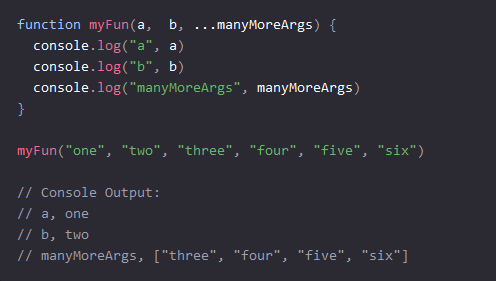 function myFun(a,  b, ...manyMoreArgs) {
  console.log("a", a)
  console.log("b", b)
  console.log("manyMoreArgs", manyMoreArgs)
}

myFun("one", "two", "three", "four", "five", "six")

// Console Output:
// a, one
// b, two
// manyMoreArgs, ["three", "four", "five", "six"]